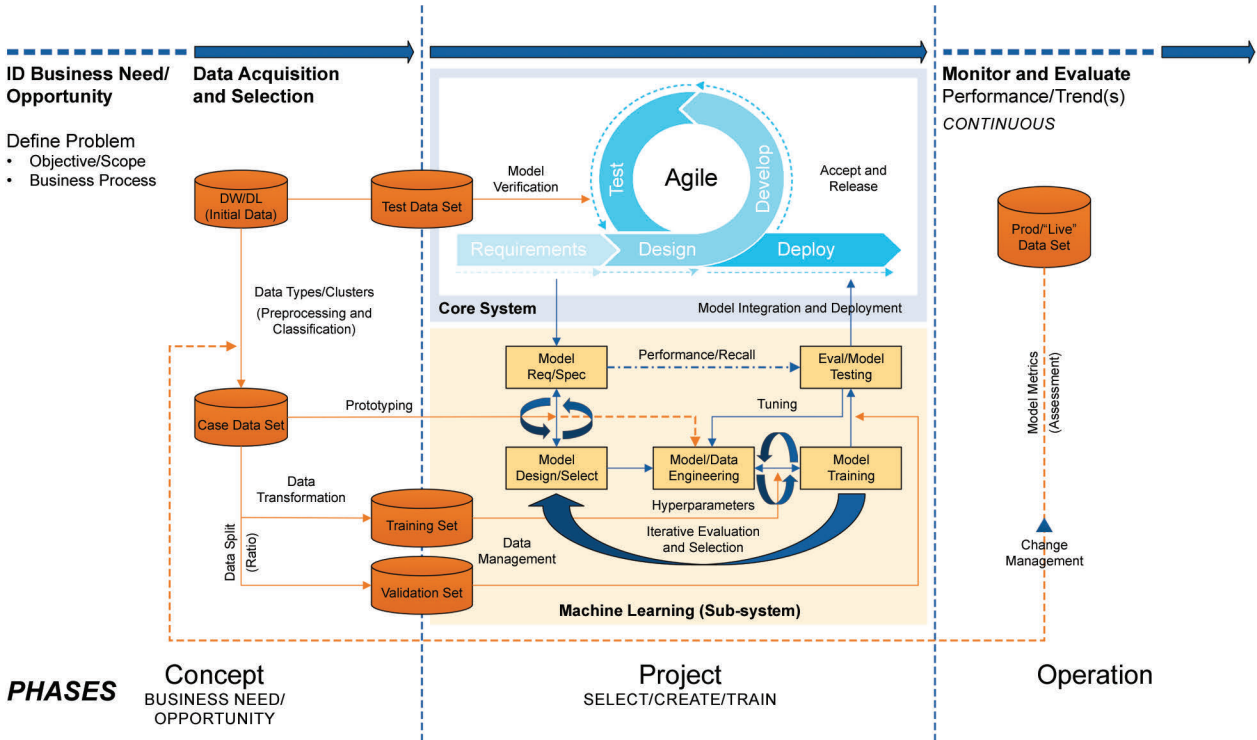 ID Business Need/
Opportunity
Data Acquisition
and Selection
Monitor and Evaluate
Performance/Trend(s)
CONTINUOUS
Define Problem
• Objective/Scope
• Business Process
DW/DL
(Initial Data)
Test Data Set
Model
Verification
Test
Agile
Develop
Accept and
Release
Requirements
Design
Deploy
Prod/“Live”
Data Set
Data Types/Clusters
(Preprocessing and
Classification)
Core System
Model Integration and Deployment
Model
Req/Spec
Performance/Recall
Eval/Model
Testing
Case Data Set
Prototyping
Tuning
Model Metrics
(Assessment)
Model
Design/Select
Model/Data
Engineering
Model
Training
Data
Transformation
Hyperparameters
Training Set
Data
Management
Iterative Evaluation
and Selection
Data Split
(Ratio)
Change
Management
Validation Set
Machine Learning (Sub-system)
PHASES
Concept
BUSINESS NEED/
OPPORTUNITY
Project
SELECT/CREATE/TRAIN
Operation